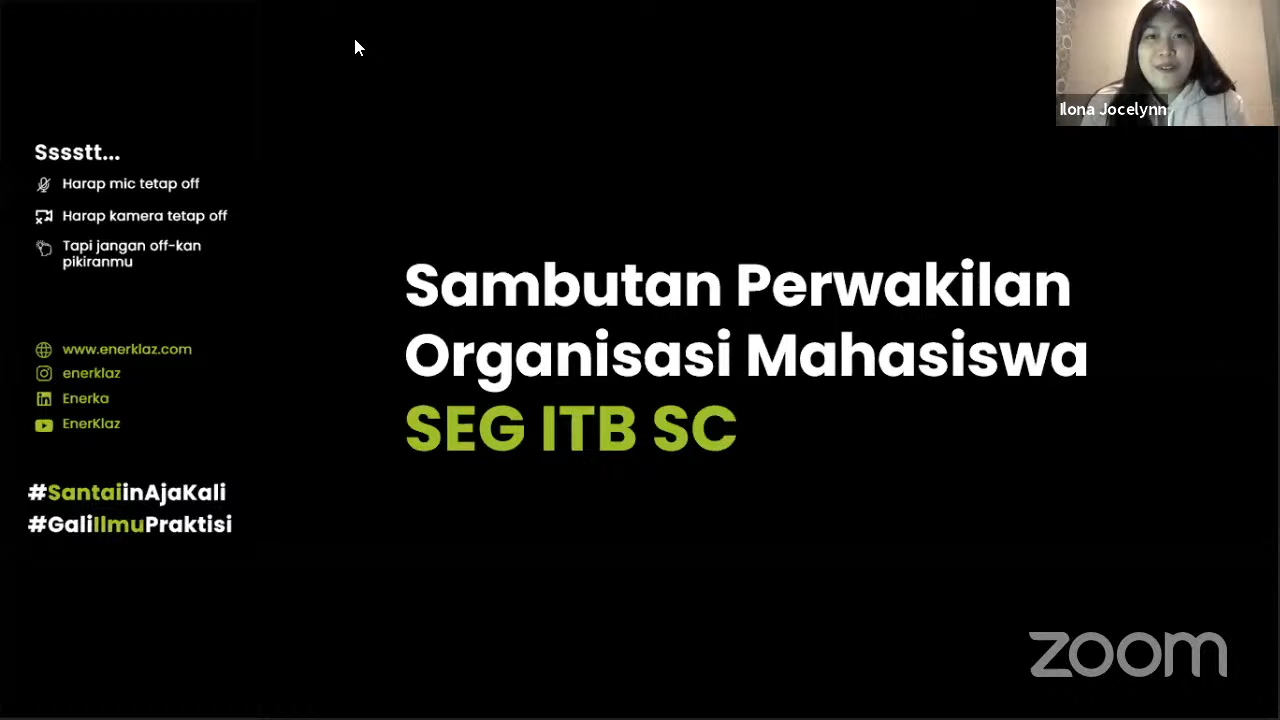 Ilona Jocelynn
Sssstt...
Harap mic tetap off
Harap kamera tetap off
Tapi jangan off-kan
pikiranmu
www.enerklaz.com
enerklaz
Enerka
EnerKlaz
#SantaiinAjaKali
#GaliIlmuPraktisi
Sambutan Perwakilan
Organisasi Mahasiswa
SEG ITB SC
zoom